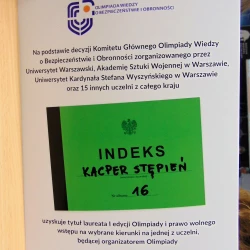 OLIMPIADA WIEDZY
O BEZPIECZEŃSTWIE I OBRONNOŚCI
Na podstawie decyzji Komitetu Głównego Olimpiady Wiedzy
o Bezpieczeństwie i Obronności zorganizowanego przez
Uniwersytet Warszawski, Akademię Sztuki Wojennej w Warszawie,
Uniwersytet Kardynała Stefana Wyszyńskiego w Warszawie
oraz 15 innych uczelni z całego kraju
INDEKS
KACPER STĘPIEŃ
16
uzyskuje tytuł laureata I edycji Olimpiady i prawo wolnego
wstępu na wybrane kierunki na jednej z uczelni,
będącej organizatorem Olimpiady